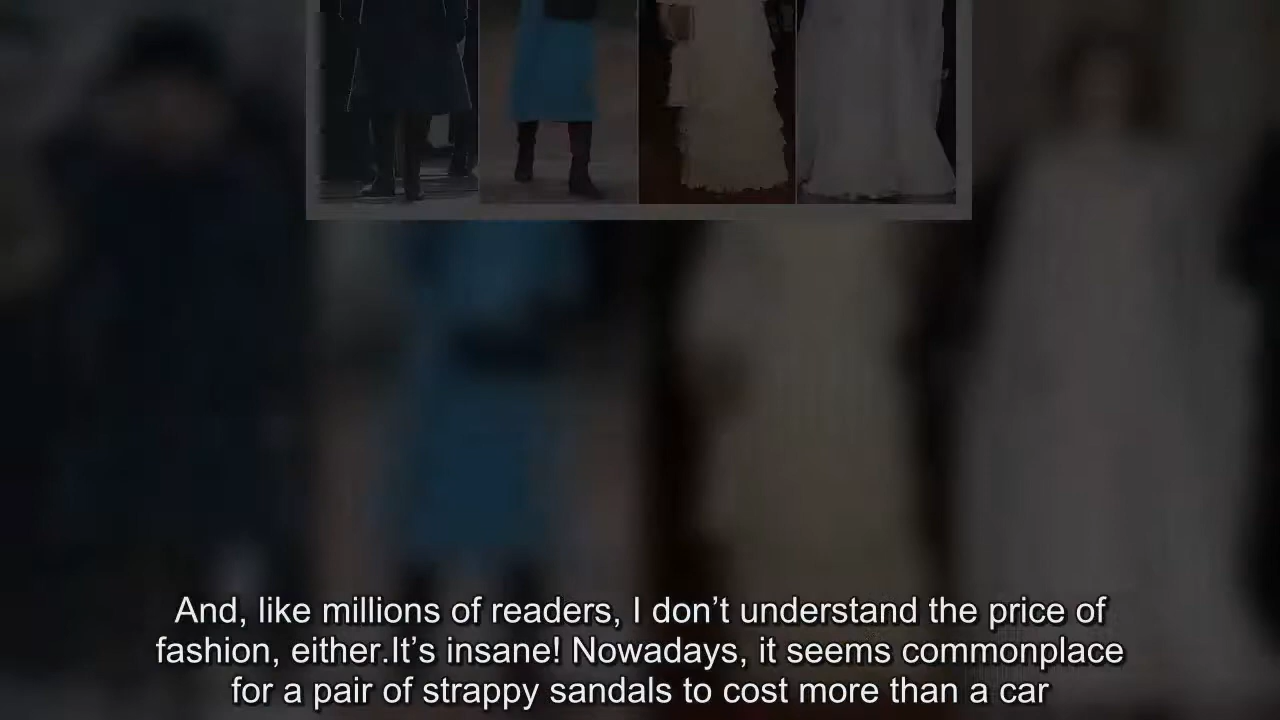 And, like millions of readers, I don’t understand the price of
fashion, either.It’s insane! Nowadays, it seems commonplace
for a pair of strappy sandals to cost more than a car